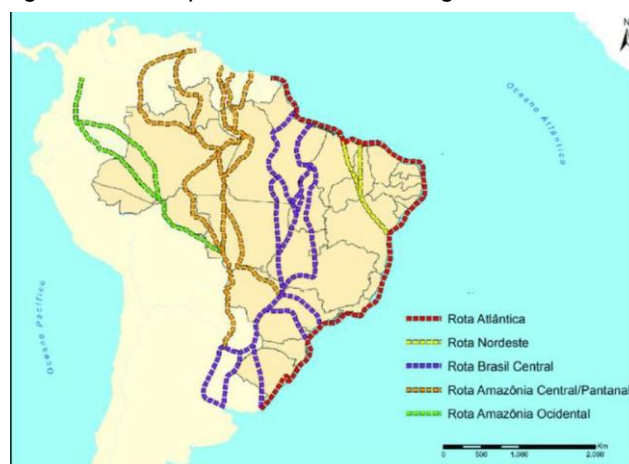 N
Oceano Atlântico
Oceano Pacífico
Rota Atlântica
Rota Nordeste
Rota Brasil Central
Rota Amazônia Central/Pantanal
Rota Amazônia Ocidental
Km
0 500 1.000 2.000